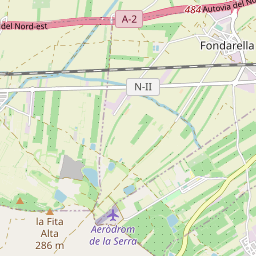 484
Autovia del No
A-2
del Nord-est
Fondarella
N-II
la Fita
Alta
286 m
Aeròdrom
de la Serra